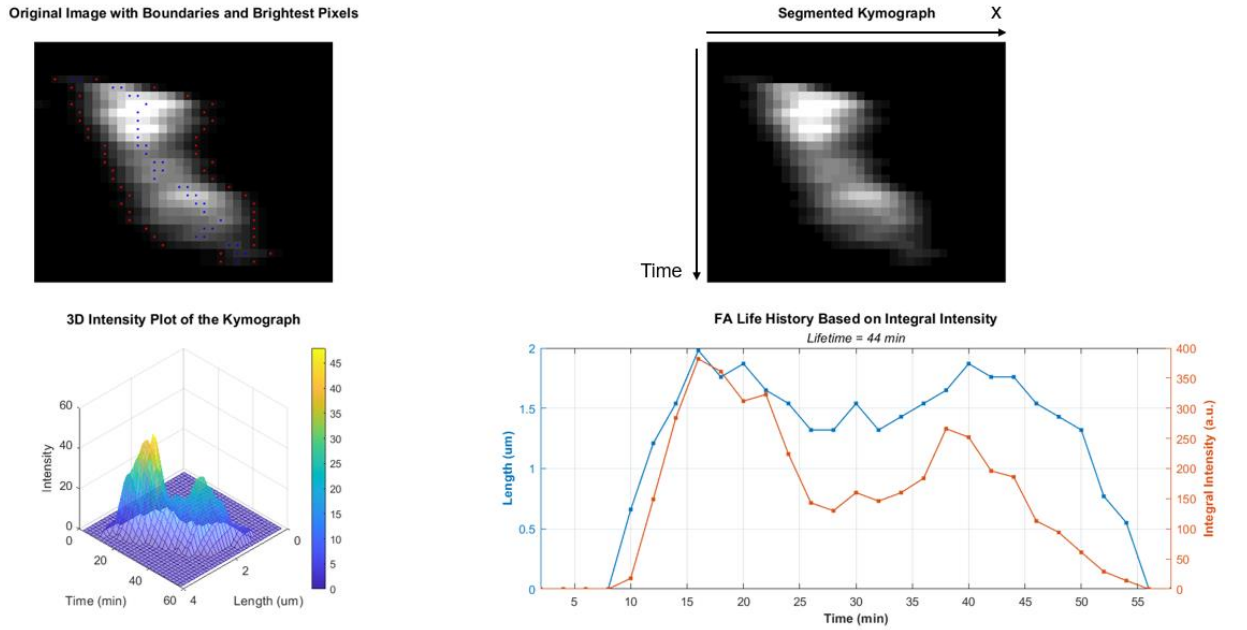 Original Image with Boundaries and Brightest Pixels
Segmented Kymograph
X
Time
3D Intensity Plot of the Kymograph
60
40
20
0
Intensity
0
20
40
60
Time (min)
4
2
0
Length (um)
45
40
35
30
25
20
15
10
5
0
FA Life History Based on Integral Intensity
Lifetime = 44 min
2
1.5
1
0.5
0
Length (um)
400
350
300
250
200
150
100
50
0
Integral Intensity (a.u.)
5 10 15 20 25 30 35 40 45 50 55
Time (min)